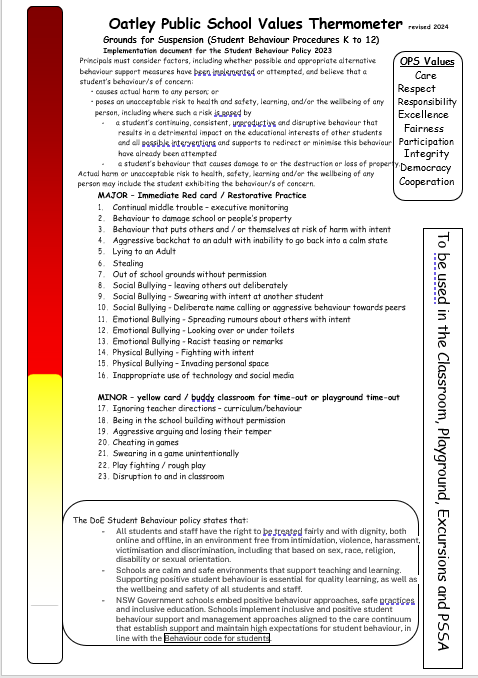 Oatley Public School Values Thermometer revised 2024
Grounds for Suspension (Student Behaviour Procedures K to 12)
Implementation document for the Student Behaviour Policy 2023
Principals must consider factors, including whether possible and appropriate alternative
behaviour support measures have been implemented or attempted, and believe that a
student's behaviour/s of concern:
• causes actual harm to any person; or
• poses an unacceptable risk to health and safety, learning, and/or the wellbeing of any
person, including where such a risk is posed by
- a student's continuing, consistent, unproductive and disruptive behaviour that
results in a detrimental impact on the educational interests of other students
and all possible interventions and supports to redirect or minimise this behaviour
have already been attempted
- a student's behaviour that causes damage to or the destruction or loss of property.
Actual harm or unacceptable risk to health, safety, learning and/or the wellbeing of any
person may include the student exhibiting the behaviour/s of concern.
MAJOR – Immediate Red card / Restorative Practice
1. Continual middle trouble – executive monitoring
2. Behaviour to damage school or people's property
3. Behaviour that puts others and / or themselves at risk of harm with intent
4. Aggressive backchat to an adult with inability to go back into a calm state
5. Lying to an Adult
6. Stealing
7. Out of school grounds without permission
8. Social Bullying – leaving others out deliberately
9. Social Bullying - Swearing with intent at another student
10. Social Bullying - Deliberate name calling or aggressive behaviour towards peers
11. Emotional Bullying – Spreading rumours about others with intent
12. Emotional Bullying - Looking over or under toilets
13. Emotional Bullying - Racist teasing or remarks
14. Physical Bullying - Fighting with intent
15. Physical Bullying – Invading personal space
16. Inappropriate use of technology and social media
MINOR – yellow card / buddy classroom for time-out or playground time-out
17. Ignoring teacher directions – curriculum/behaviour
18. Being in the school building without permission
19. Aggressive arguing and losing their temper
20. Cheating in games
21. Swearing in a game unintentionally
22. Play fighting / rough play
23. Disruption to and in classroom
The DoE Student Behaviour policy states that:
- All students and staff have the right to be treated fairly and with dignity, both
online and offline, in an environment free from intimidation, violence, harassment,
victimisation and discrimination, including that based on sex, race, religion,
disability or sexual orientation.
- Schools are calm and safe environments that support teaching and learning.
Supporting positive student behaviour is essential for quality learning, as well as
the wellbeing and safety of all students and staff.
- NSW Government schools embed positive behaviour approaches, safe practices
and inclusive education. Schools implement inclusive and positive student
behaviour support and management approaches aligned to the care continuum
that establish support and maintain high expectations for student behaviour, in
line with the Behaviour code for students.
OPS Values
Care
Respect
Responsibility
Excellence
Fairness
Participation
Integrity
Democracy
Cooperation
To be used in the Classroom, Playground, Excursions and PSSA